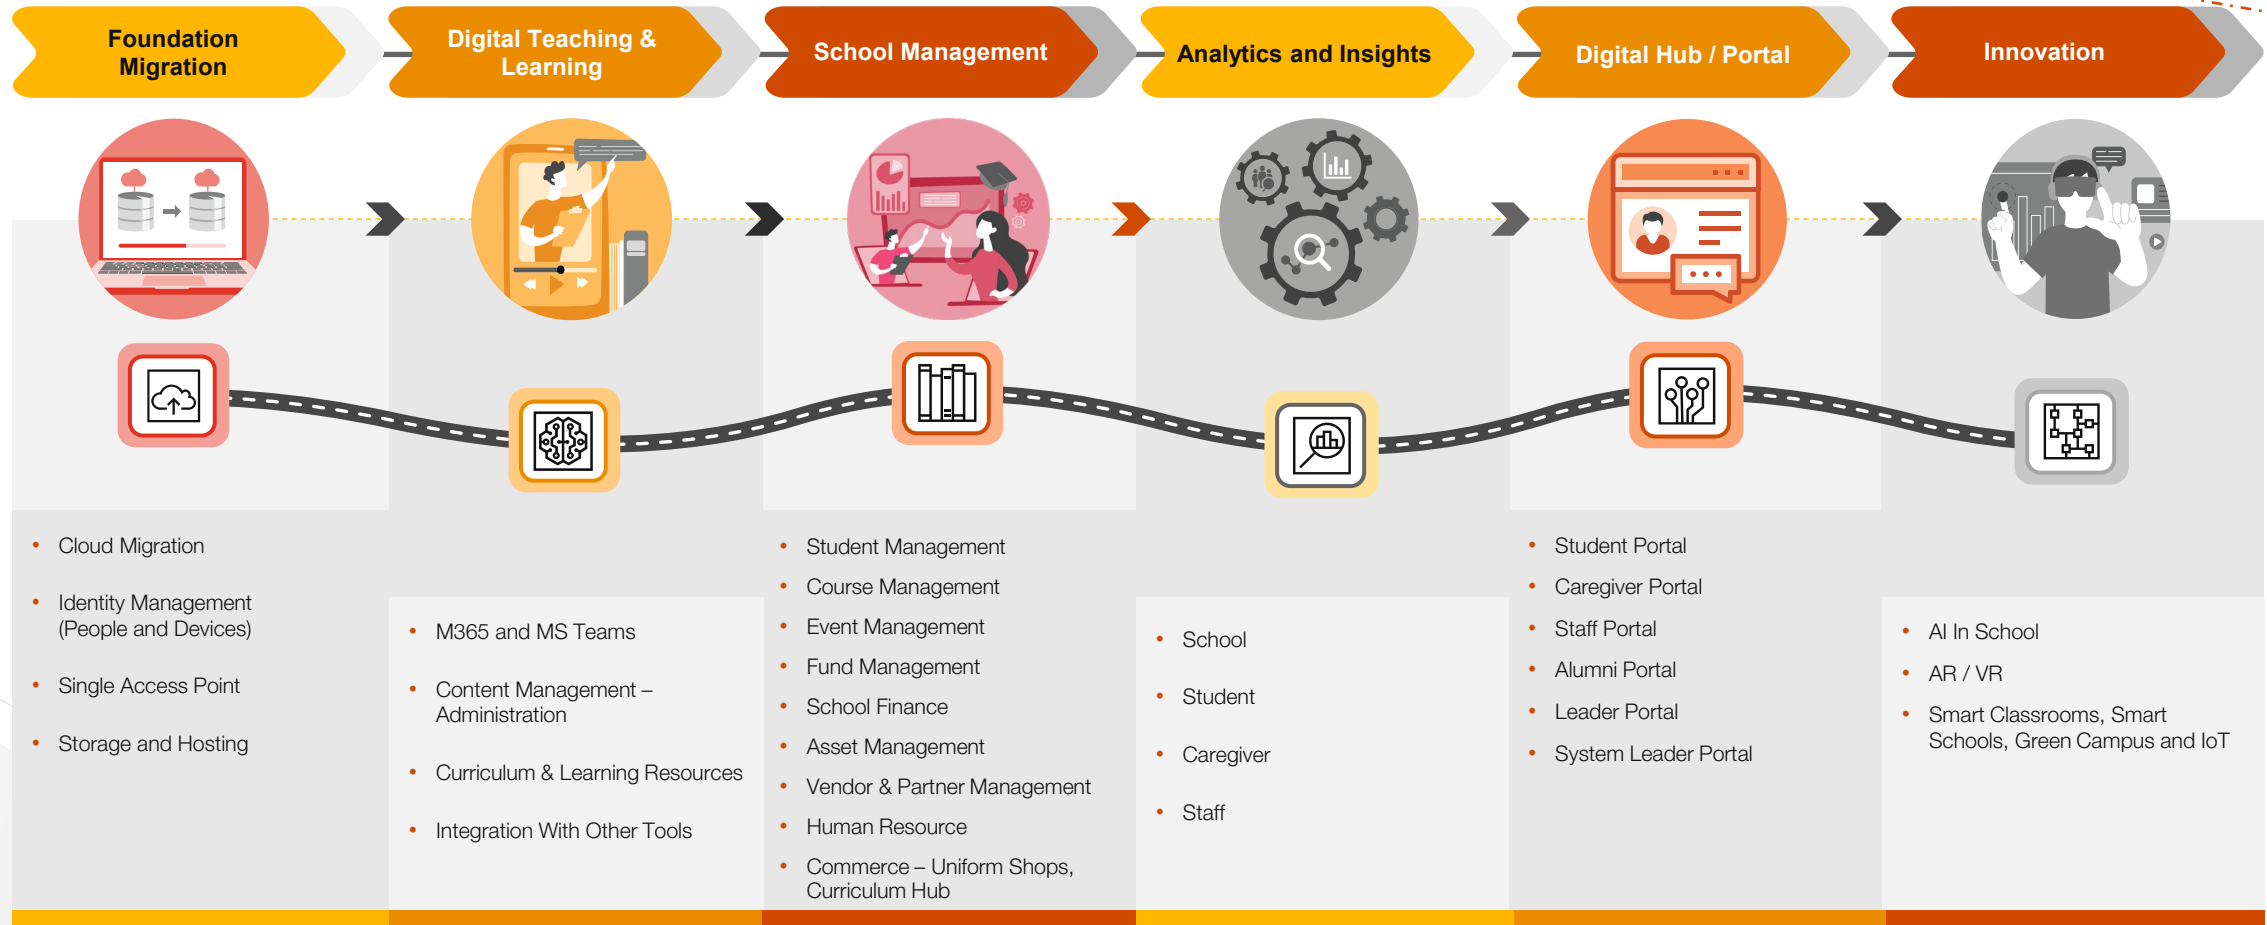 Foundation
Migration
Digital Teaching &
Learning
School Management
Analytics and Insights
Digital Hub / Portal
Innovation
• Cloud Migration
• Identity Management
(People and Devices)
• Single Access Point
• Storage and Hosting
• M365 and MS Teams
• Content Management –
Administration
• Curriculum & Learning Resources
• Integration With Other Tools
• Student Management
• Course Management
• Event Management
• Fund Management
• School Finance
• Asset Management
• Vendor & Partner Management
• Human Resource
• Commerce – Uniform Shops,
Curriculum Hub
• School
• Student
• Caregiver
• Staff
• Student Portal
• Caregiver Portal
• Staff Portal
• Alumni Portal
• Leader Portal
• System Leader Portal
• AI In School
• AR / VR
• Smart Classrooms, Smart
Schools, Green Campus and IoT